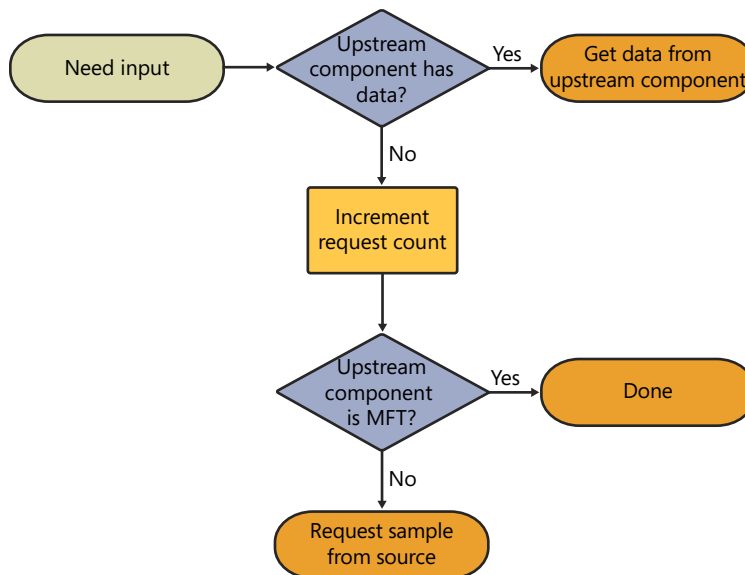 Need input
Upstream
component has
data?
Yes
Get data from
upstream component
No
Increment
request count
Upstream
component
is MFT?
Yes
Done
No
Request sample
from source